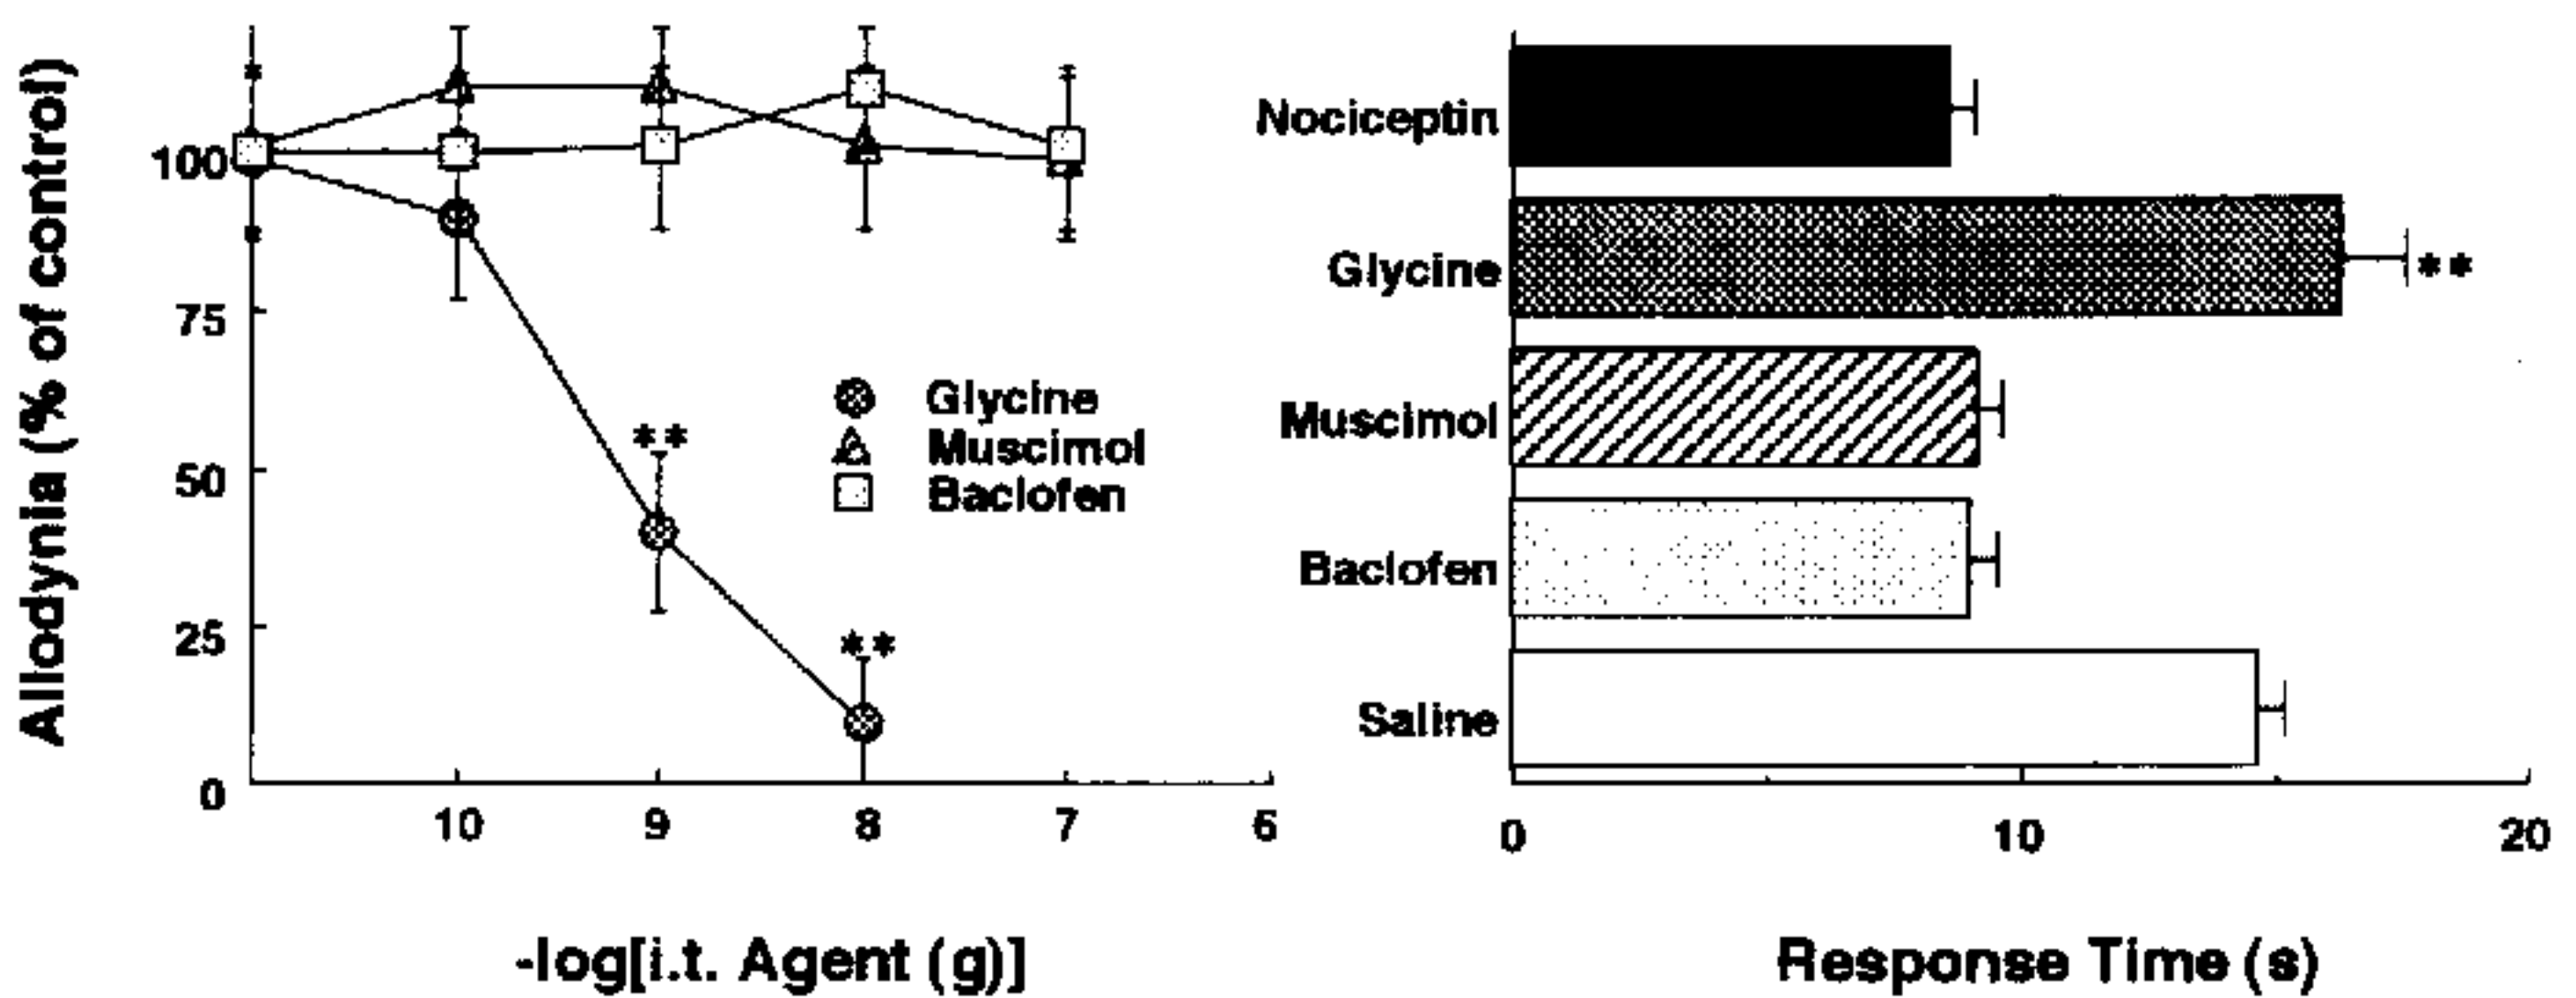 Allodynia (% of control)
100
75
50
25
0
**
**
Glycine
Muscimol
Baclofen
10 9 8 7 6
-log[i.t. Agent (g)]
Nociceptin
Glycine
**
Muscimol
Baclofen
Saline
0 10 20
Response Time (s)